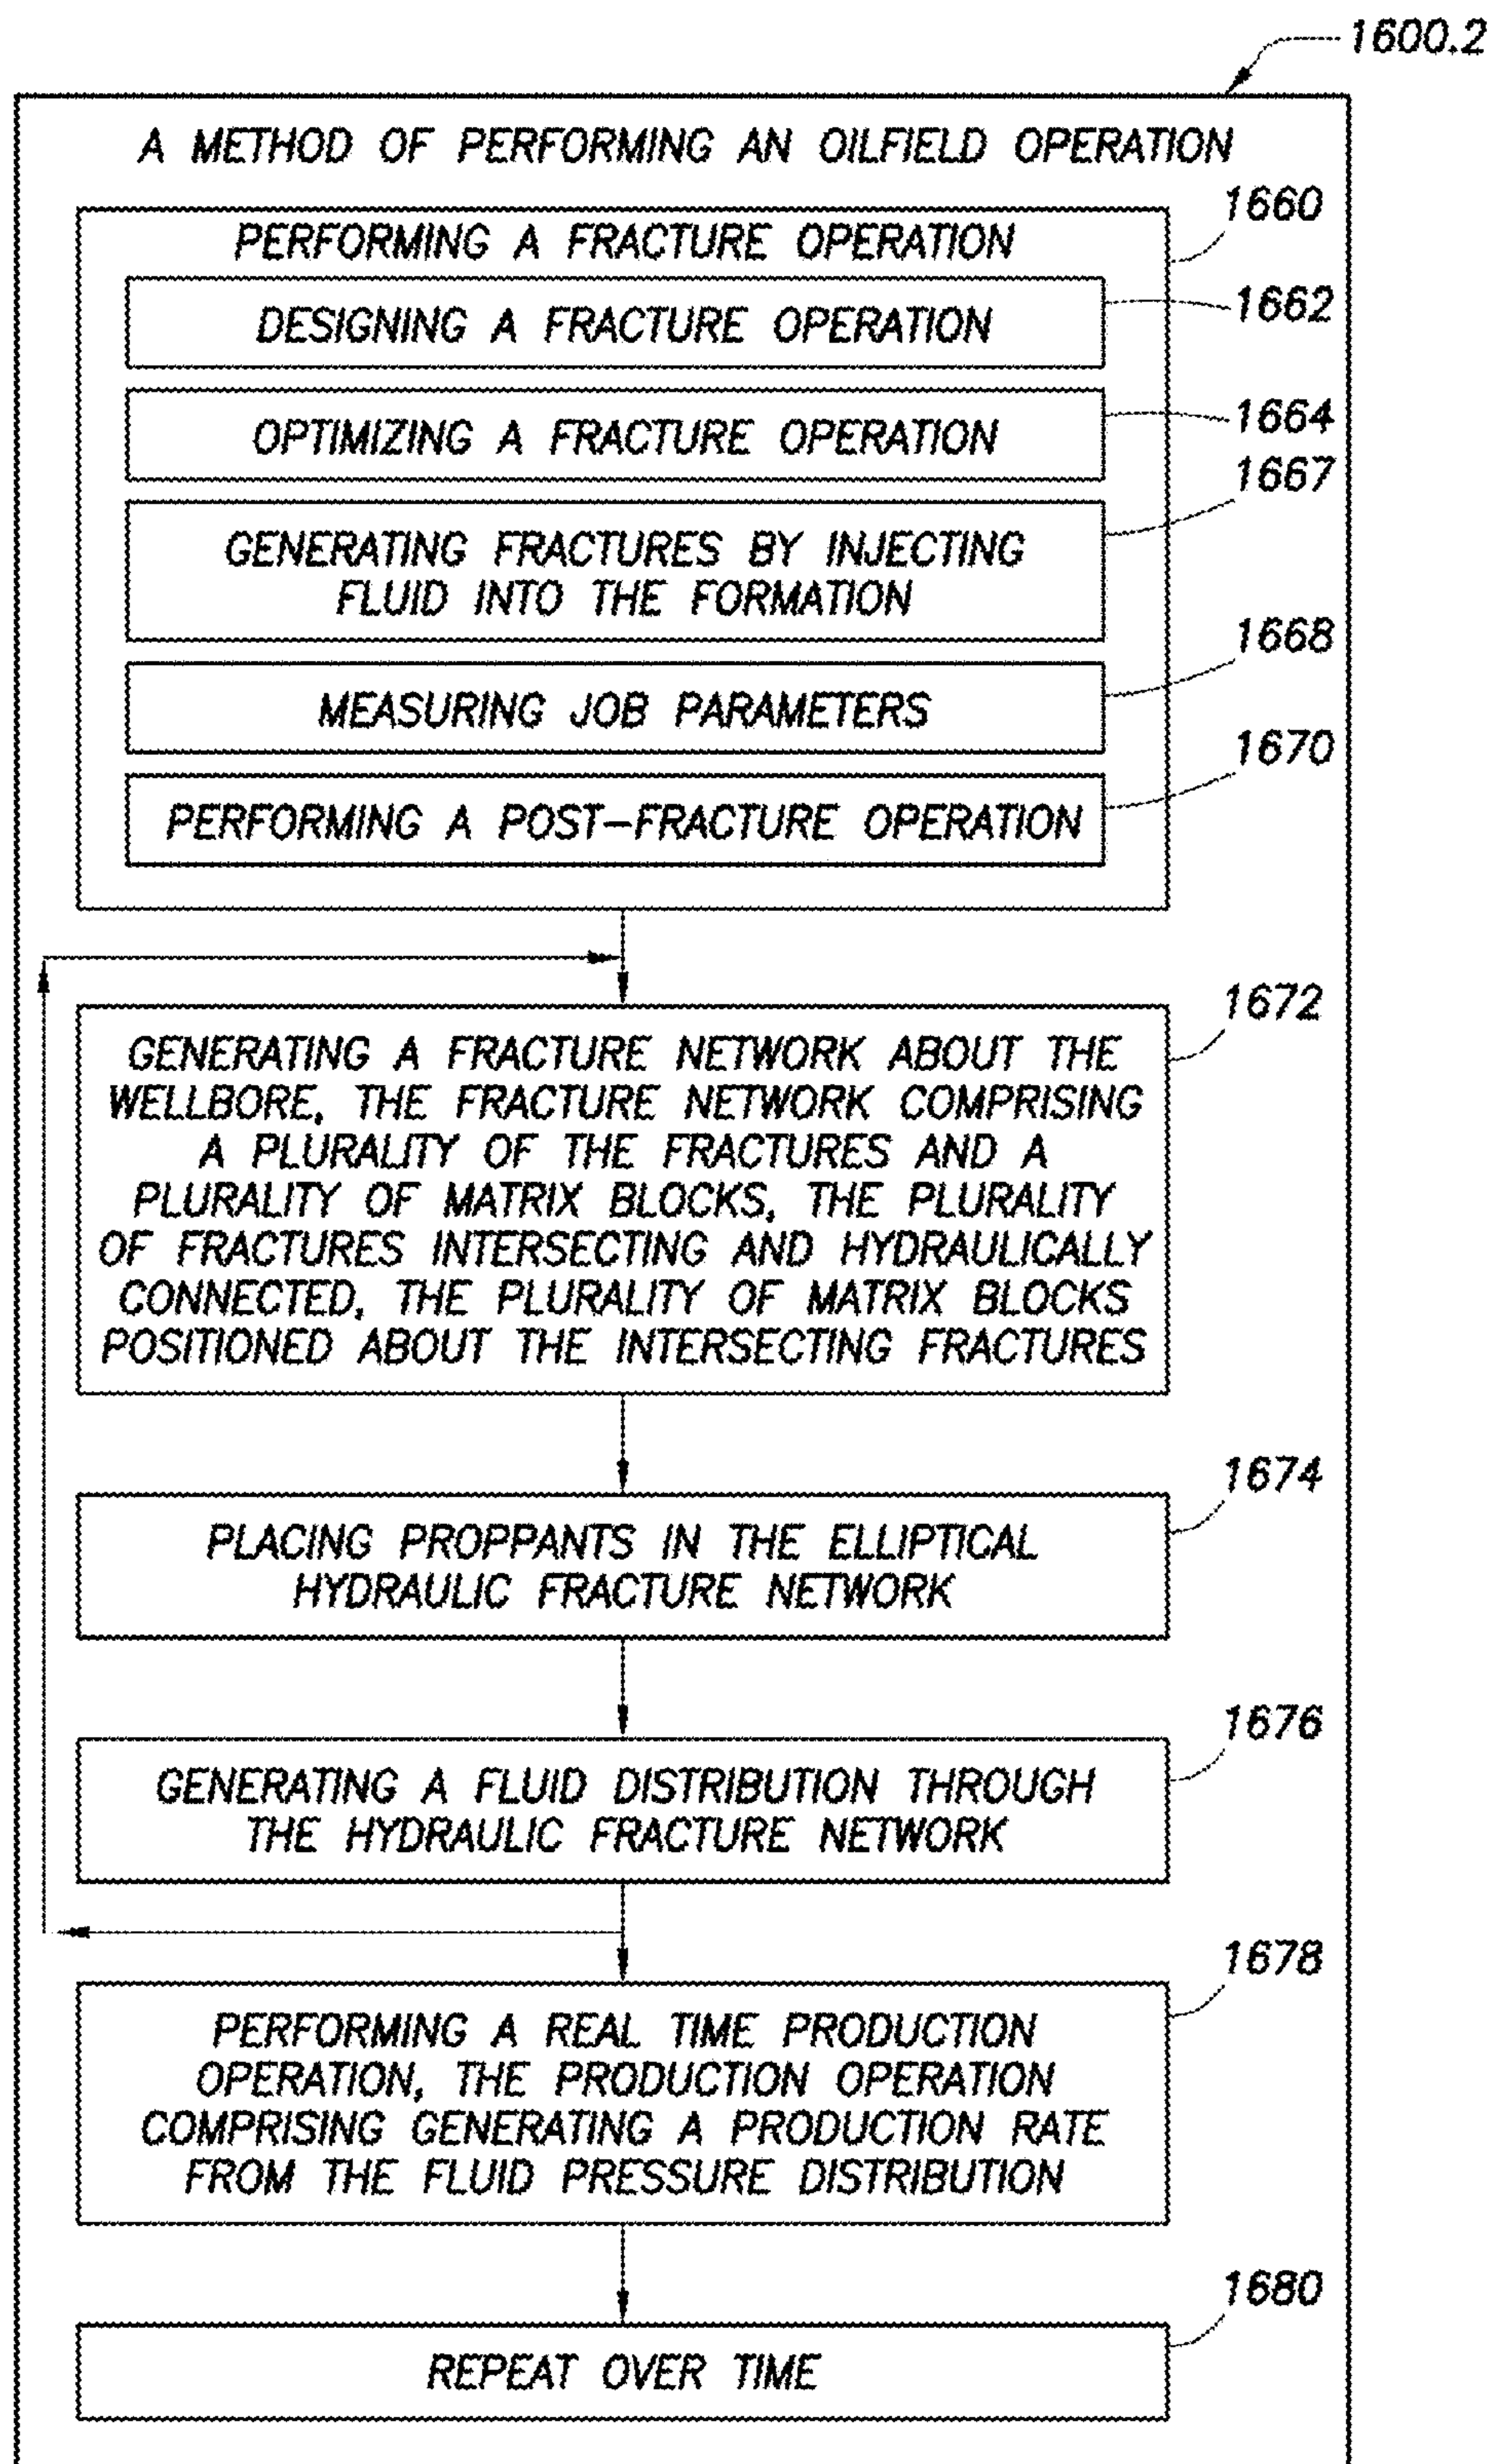 1600.2
A METHOD OF PERFORMING AN OILFIELD OPERATION
1660
PERFORMING A FRACTURE OPERATION
1662
DESIGNING A FRACTURE OPERATION
1664
OPTIMIZING A FRACTURE OPERATION
1667
GENERATING FRACTURES BY INJECTING
FLUID INTO THE FORMATION
1668
MEASURING JOB PARAMETERS
1670
PERFORMING A POST-FRACTURE OPERATION
1672
GENERATING A FRACTURE NETWORK ABOUT THE
WELLBORE, THE FRACTURE NETWORK COMPRISING
A PLURALITY OF THE FRACTURES AND A
PLURALITY OF MATRIX BLOCKS, THE PLURALITY
OF FRACTURES INTERSECTING AND HYDRAULICALLY
CONNECTED, THE PLURALITY OF MATRIX BLOCKS
POSITIONED ABOUT THE INTERSECTING FRACTURES
1674
PLACING PROPPANTS IN THE ELLIPTICAL
HYDRAULIC FRACTURE NETWORK
1676
GENERATING A FLUID DISTRIBUTION THROUGH
THE HYDRAULIC FRACTURE NETWORK
1678
PERFORMING A REAL TIME PRODUCTION
OPERATION, THE PRODUCTION OPERATION
COMPRISING GENERATING A PRODUCTION RATE
FROM THE FLUID PRESSURE DISTRIBUTION
1680
REPEAT OVER TIME